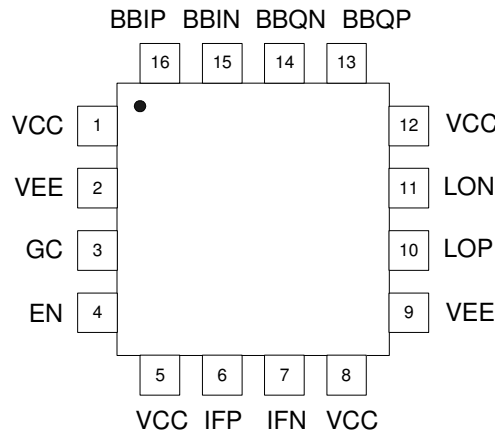 BBIP BBIN BBQN BBQP
16 15 14 13
VCC 1 12 VCC
VEE 2 11 LON
GC 3 10 LOP
EN 4 9 VEE
5 6 7 8
VCC IFP IFN VCC